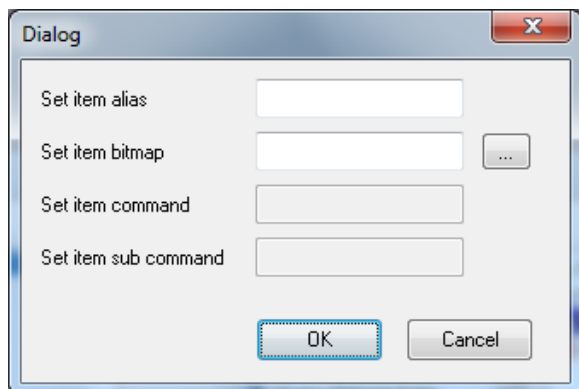 Dialog
Set item alias
Set item bitmap
...
Set item command
Set item sub command
OK
Cancel